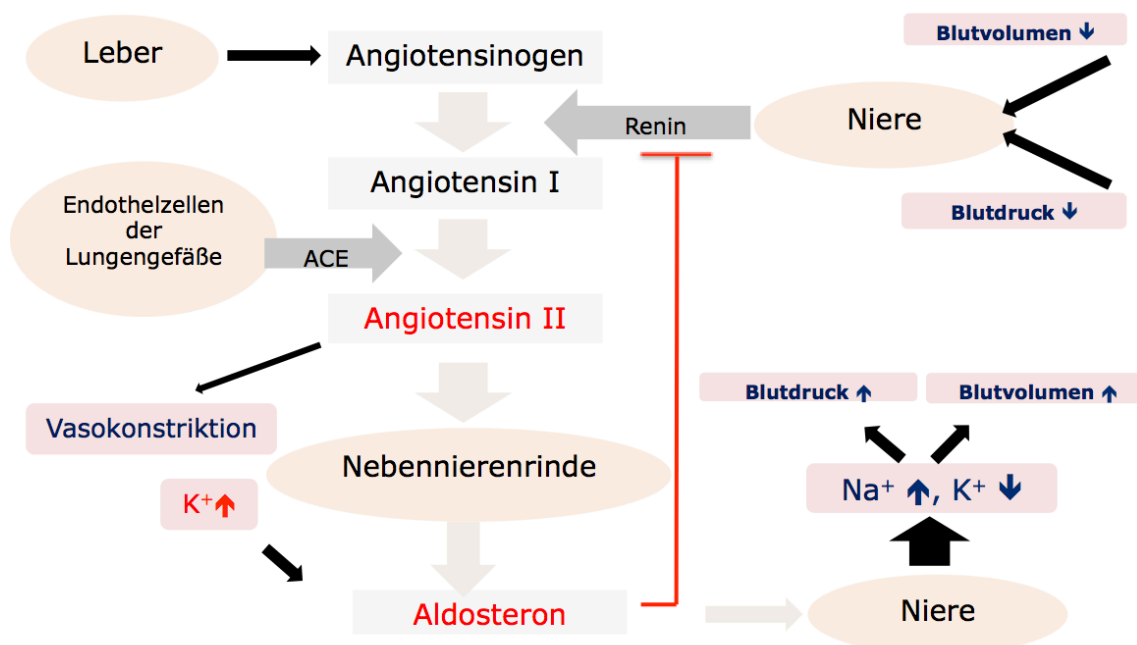 Leber
Angiotensinogen
Blutvolumen ↓
Renin
Niere
Angiotensin I
Blutdruck ↓
Endothelzellen
der
Lungengefäße
ACE
Angiotensin II
Vasokonstriktion
Blutdruck ↑
Blutvolumen ↑
Nebennierenrinde
K⁺↑
Na⁺ ↑, K⁺ ↓
Aldosteron
Niere